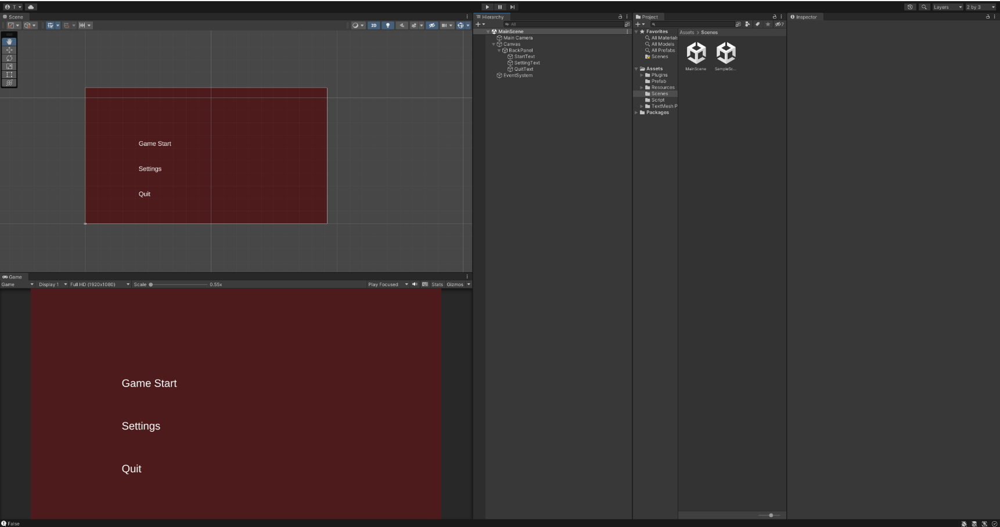 T
Layers
2 by 3
Scene
2D
Game Start
Settings
Quit
Game
Game
Display 1
Full HD (1920x1080)
Scale
0.55x
Play Focused
Stats
Gizmos
Game Start
Settings
Quit
Hierarchy
All
MainScene
Main Camera
Canvas
BackPanel
StartText
SettingText
QuitText
EventSystem
Project
7
Favorites
All Materials
All Models
All Prefabs
Scenes
Assets
Plugins
Prefab
Resources
Scenes
Script
TextMesh P
Packages
Assets > Scenes
MainScene
SampleSc...
Inspector
False